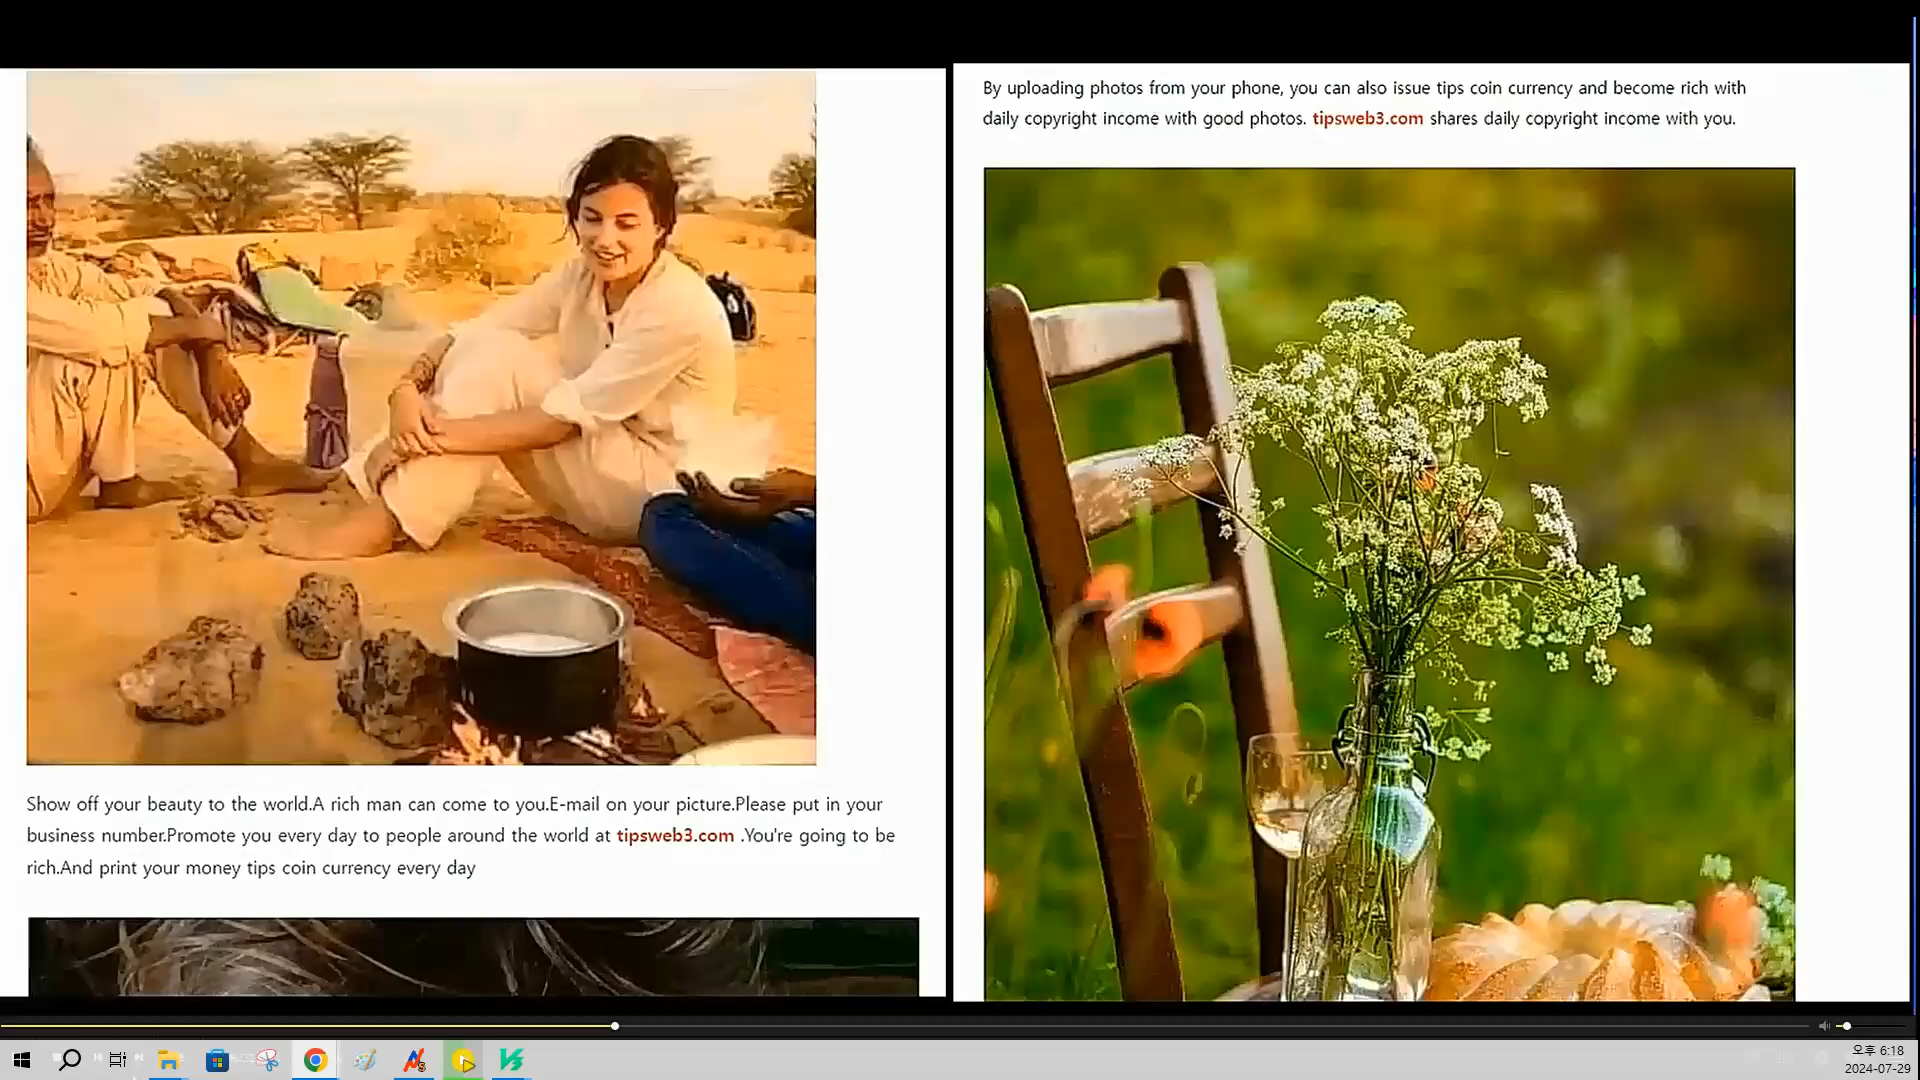 By uploading photos from your phone, you can also issue tips coin currency and become rich with
daily copyright income with good photos. tipsweb3.com shares daily copyright income with you.
Show off your beauty to the world.A rich man can come to you.E-mail on your picture.Please put in your
business number.Promote you every day to people around the world at tipsweb3.com .You're going to be
rich.And print your money tips coin currency every day
오후 6:18
2024-07-29